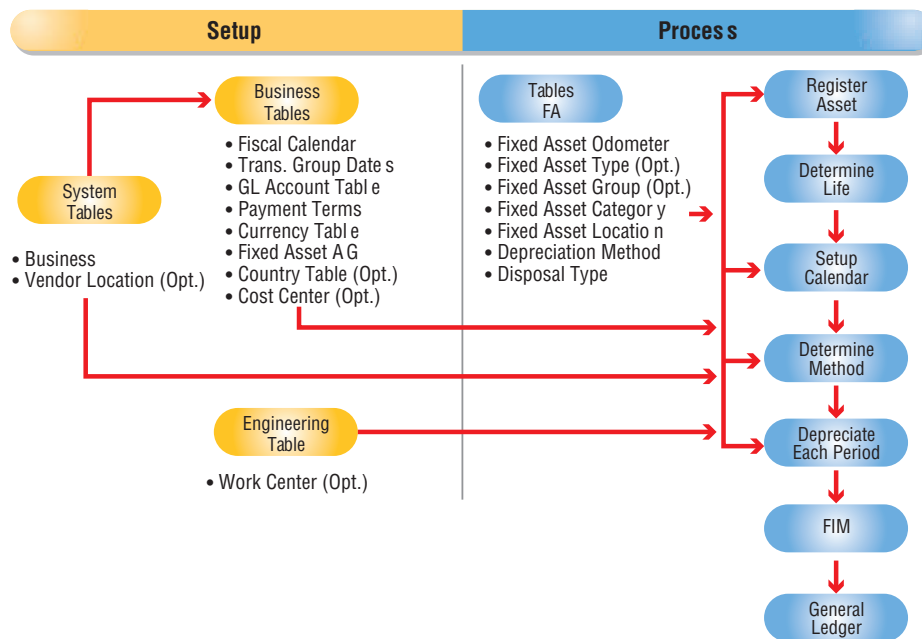 Setup
Process
Business
Tables
• Fiscal Calendar
• Trans. Group Dates
• GL Account Table
• Payment Terms
• Currency Table
• Fixed Asset AG
• Country Table (Opt.)
• Cost Center (Opt.)
System
Tables
• Business
• Vendor Location (Opt.)
Engineering
Table
• Work Center (Opt.)
Tables
FA
• Fixed Asset Odometer
• Fixed Asset Type (Opt.)
• Fixed Asset Group (Opt.)
• Fixed Asset Category
• Fixed Asset Location
• Depreciation Method
• Disposal Type
Register
Asset
Determine
Life
Setup
Calendar
Determine
Method
Depreciate
Each Period
FIM
General
Ledger